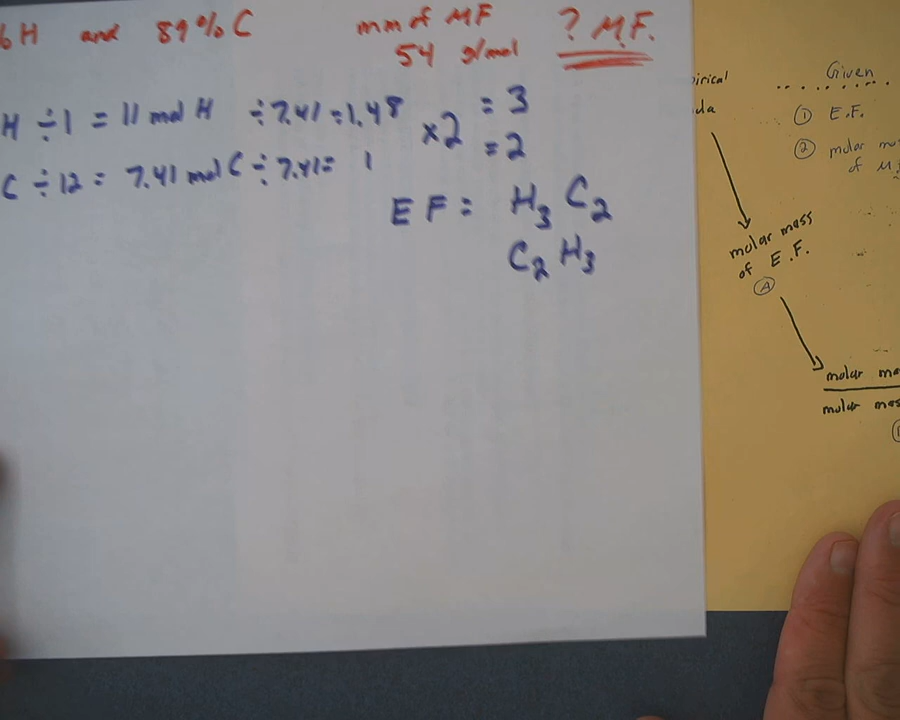 % H and 89% C
mm of MF
54 g/mol
? M.F.
H ÷ 1 = 11 mol H ÷ 7.41 = 1.48
× 2
= 3
C ÷ 12 = 7.41 mol C ÷ 7.41 = 1
= 2
EF: H3 C2
C2 H3
Given
① E.F.
② molar
of M
molar mass
of E.F.
Ⓐ
molar
molar